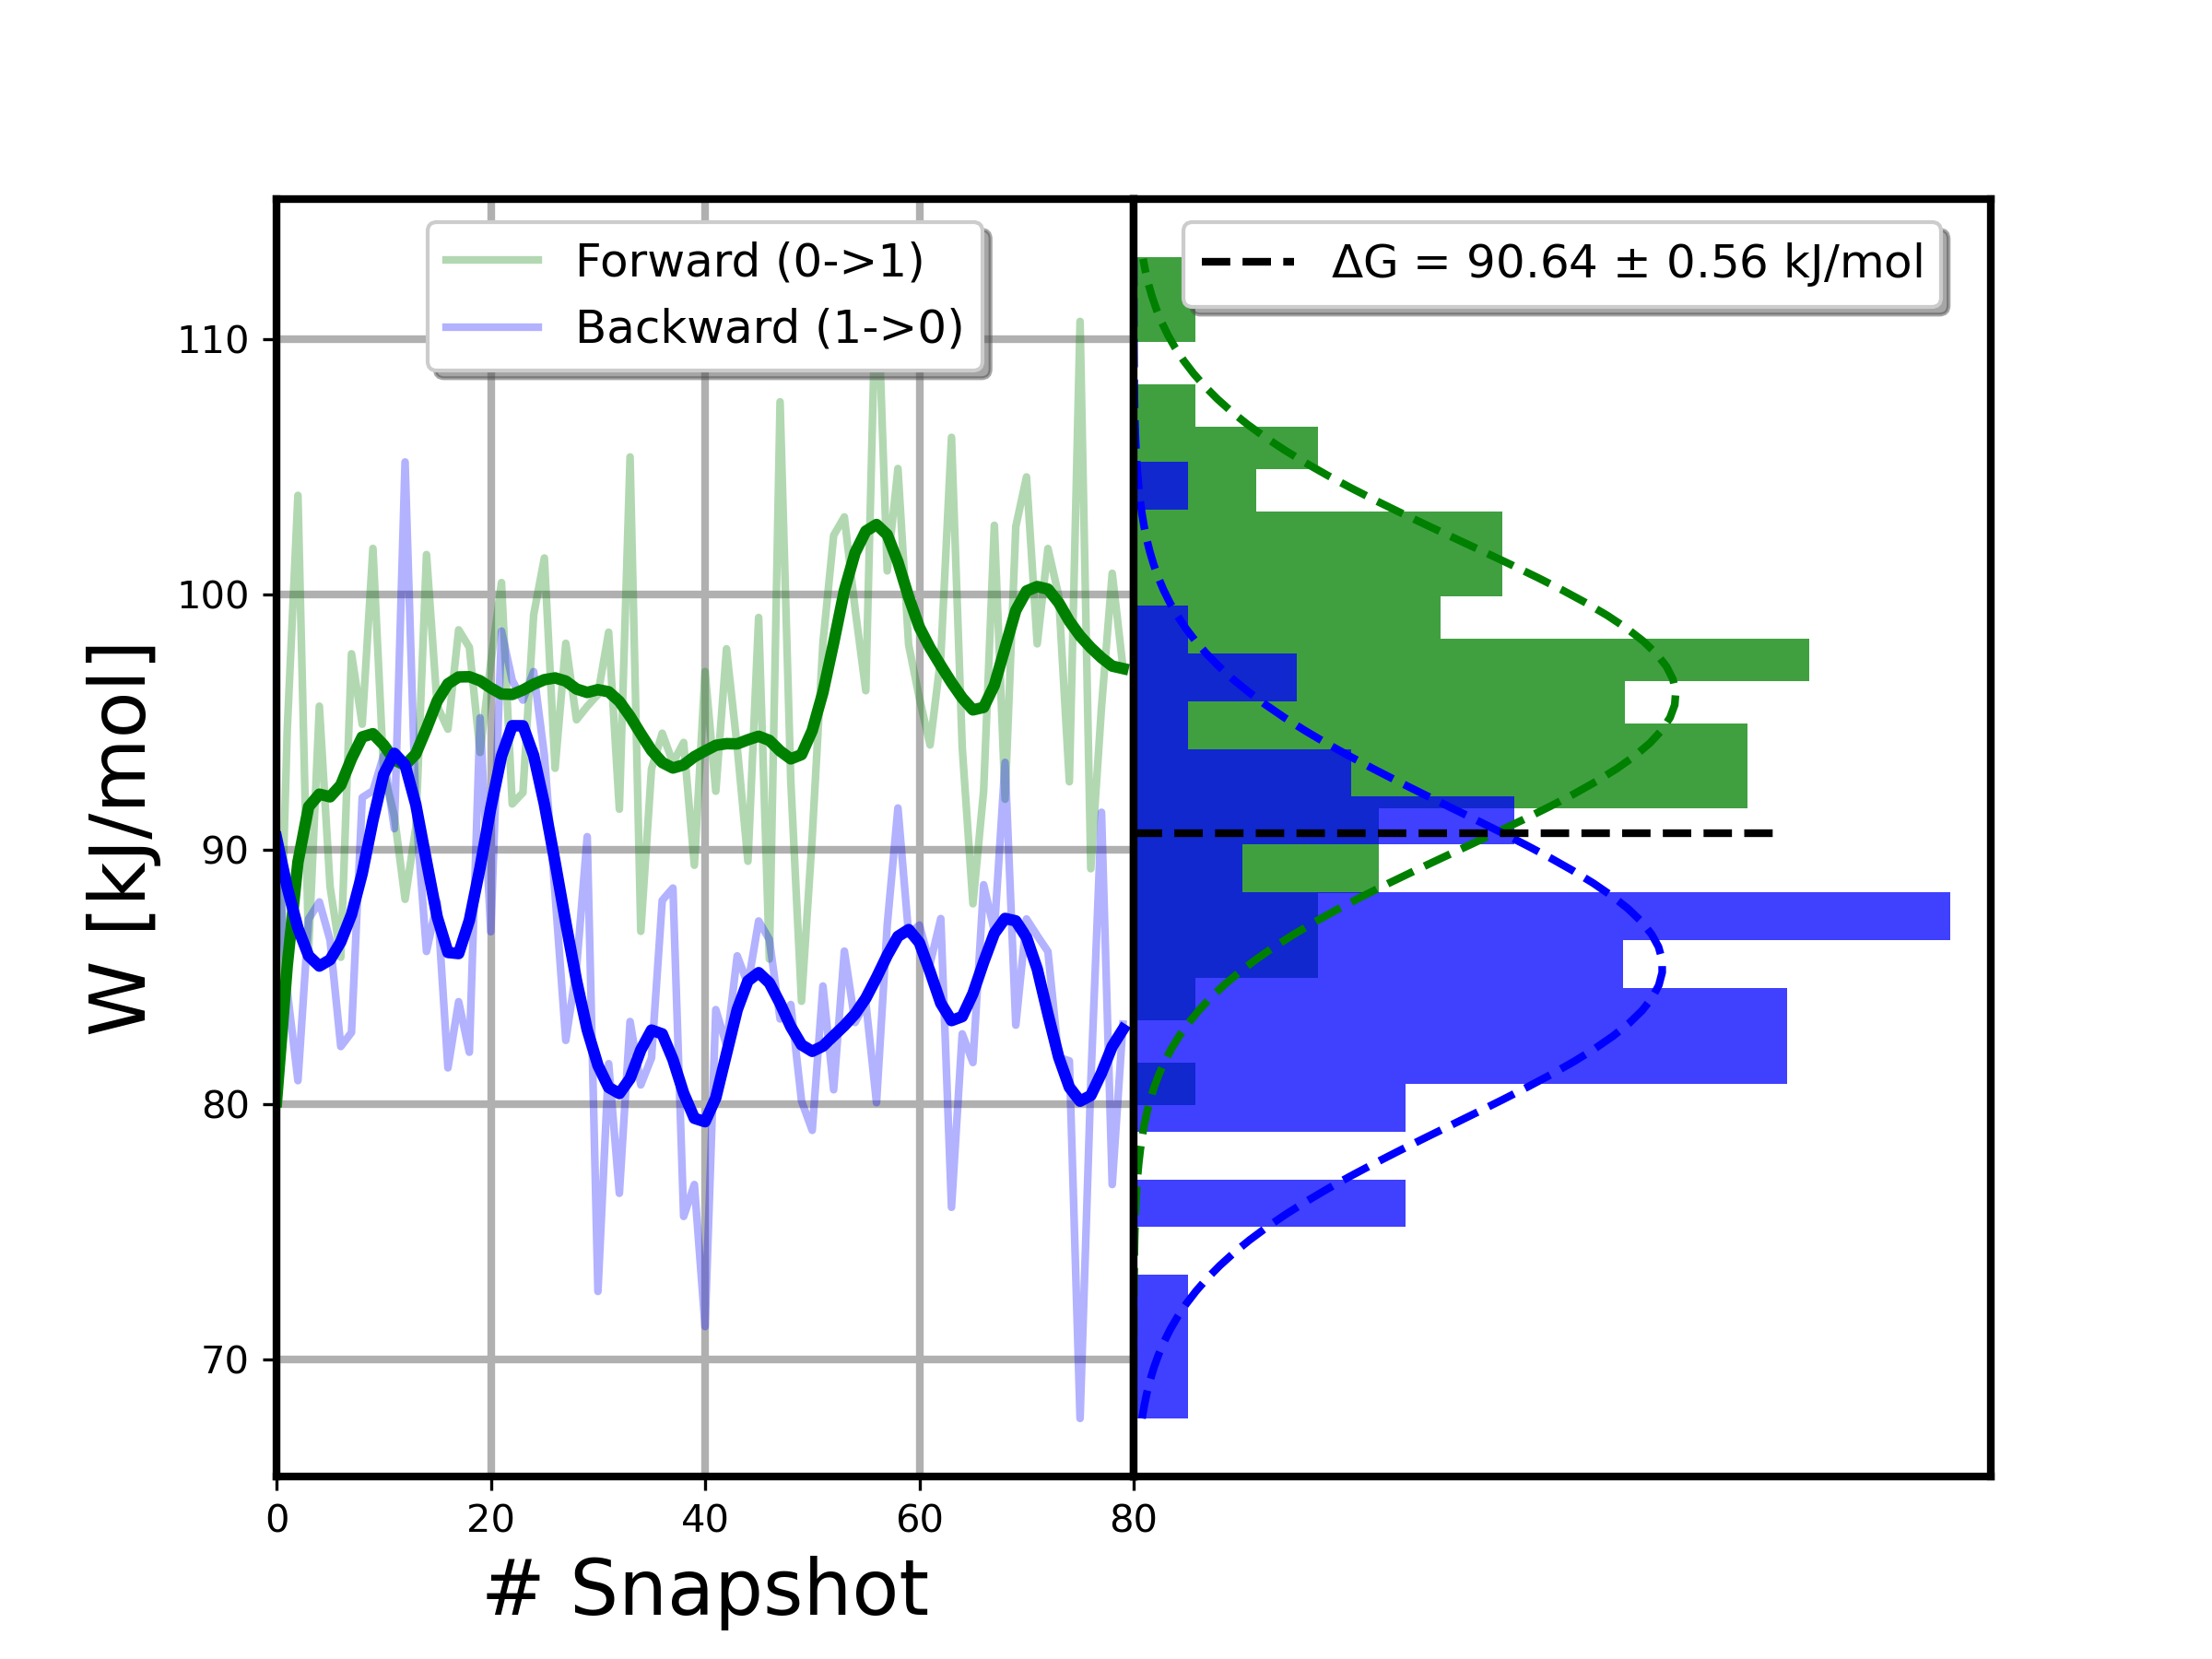 Forward (0->1)
Backward (1->0)
ΔG = 90.64 ± 0.56 kJ/mol
110
100
90
80
70
W [kJ/mol]
0 20 40 60 80
# Snapshot